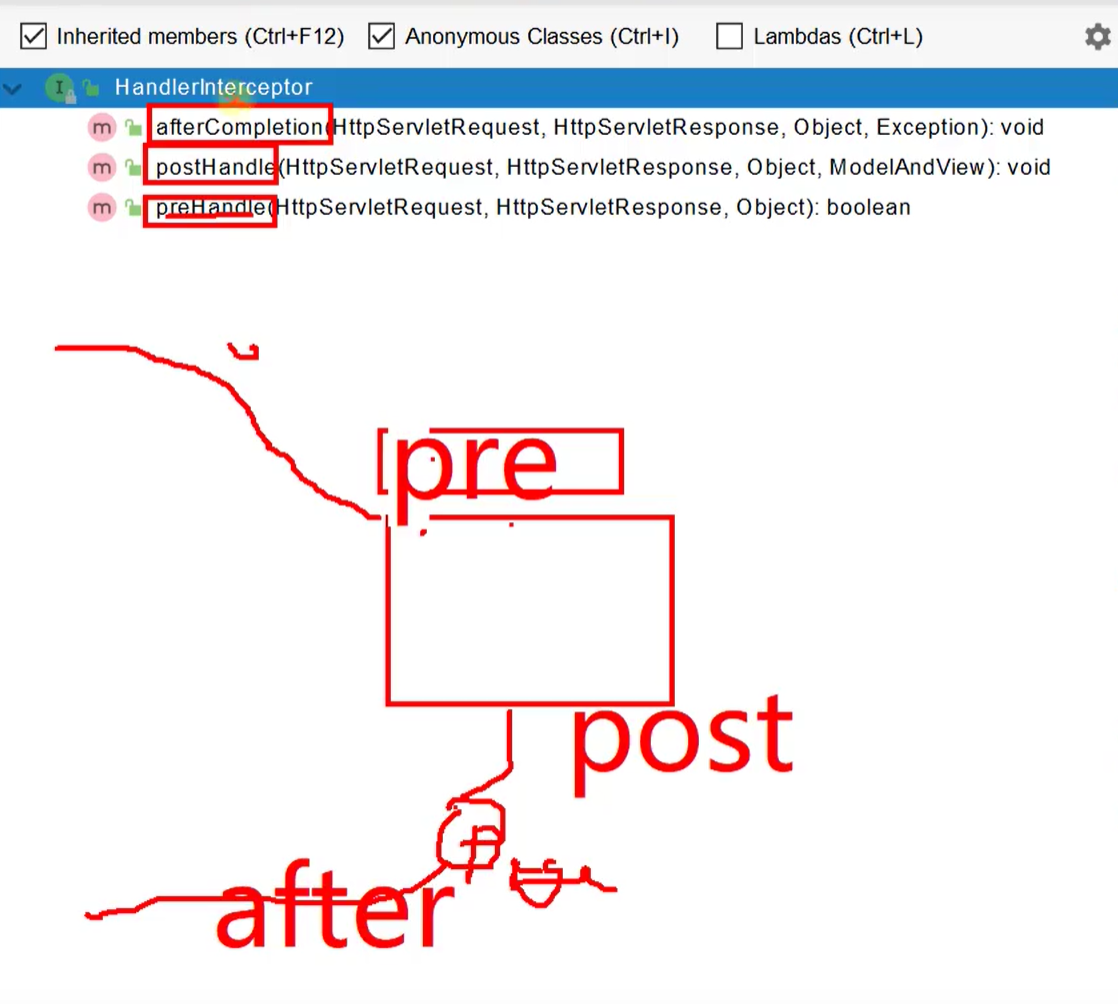 Inherited members (Ctrl+F12) Anonymous Classes (Ctrl+I) Lambdas (Ctrl+L)
I HandlerInterceptor
m afterCompletion(HttpServletRequest, HttpServletResponse, Object, Exception): void
m postHandle(HttpServletRequest, HttpServletResponse, Object, ModelAndView): void
m preHandle(HttpServletRequest, HttpServletResponse, Object): boolean
pre
post
after